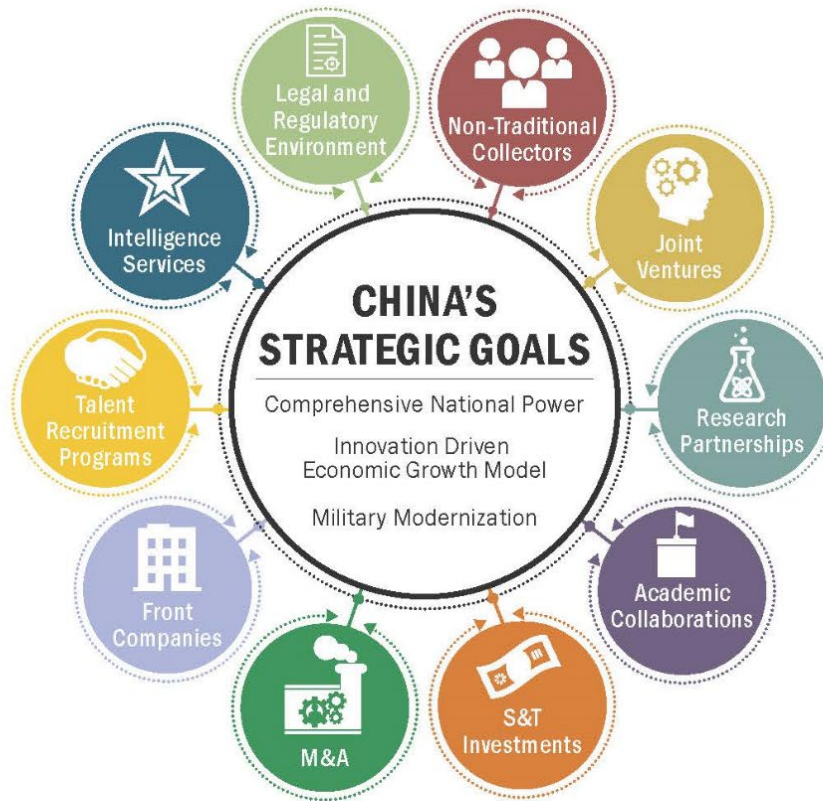 CHINA'S
STRATEGIC GOALS
Comprehensive National Power
Innovation Driven
Economic Growth Model
Military Modernization
Legal and
Regulatory
Environment
Non-Traditional
Collectors
Joint
Ventures
Research
Partnerships
Academic
Collaborations
S&T
Investments
M&A
Front
Companies
Talent
Recruitment
Programs
Intelligence
Services